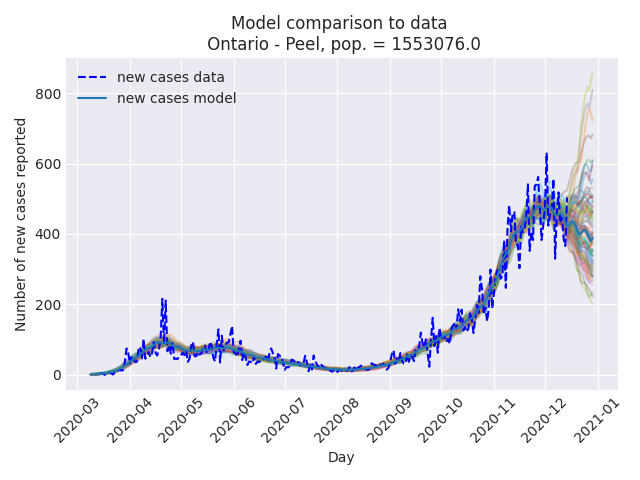 Model comparison to data
Ontario - Peel, pop. = 1553076.0
new cases data
new cases model
Number of new cases reported
800
600
400
200
0
2020-03
2020-04
2020-05
2020-06
2020-07
2020-08
2020-09
2020-10
2020-11
2020-12
2021-01
Day